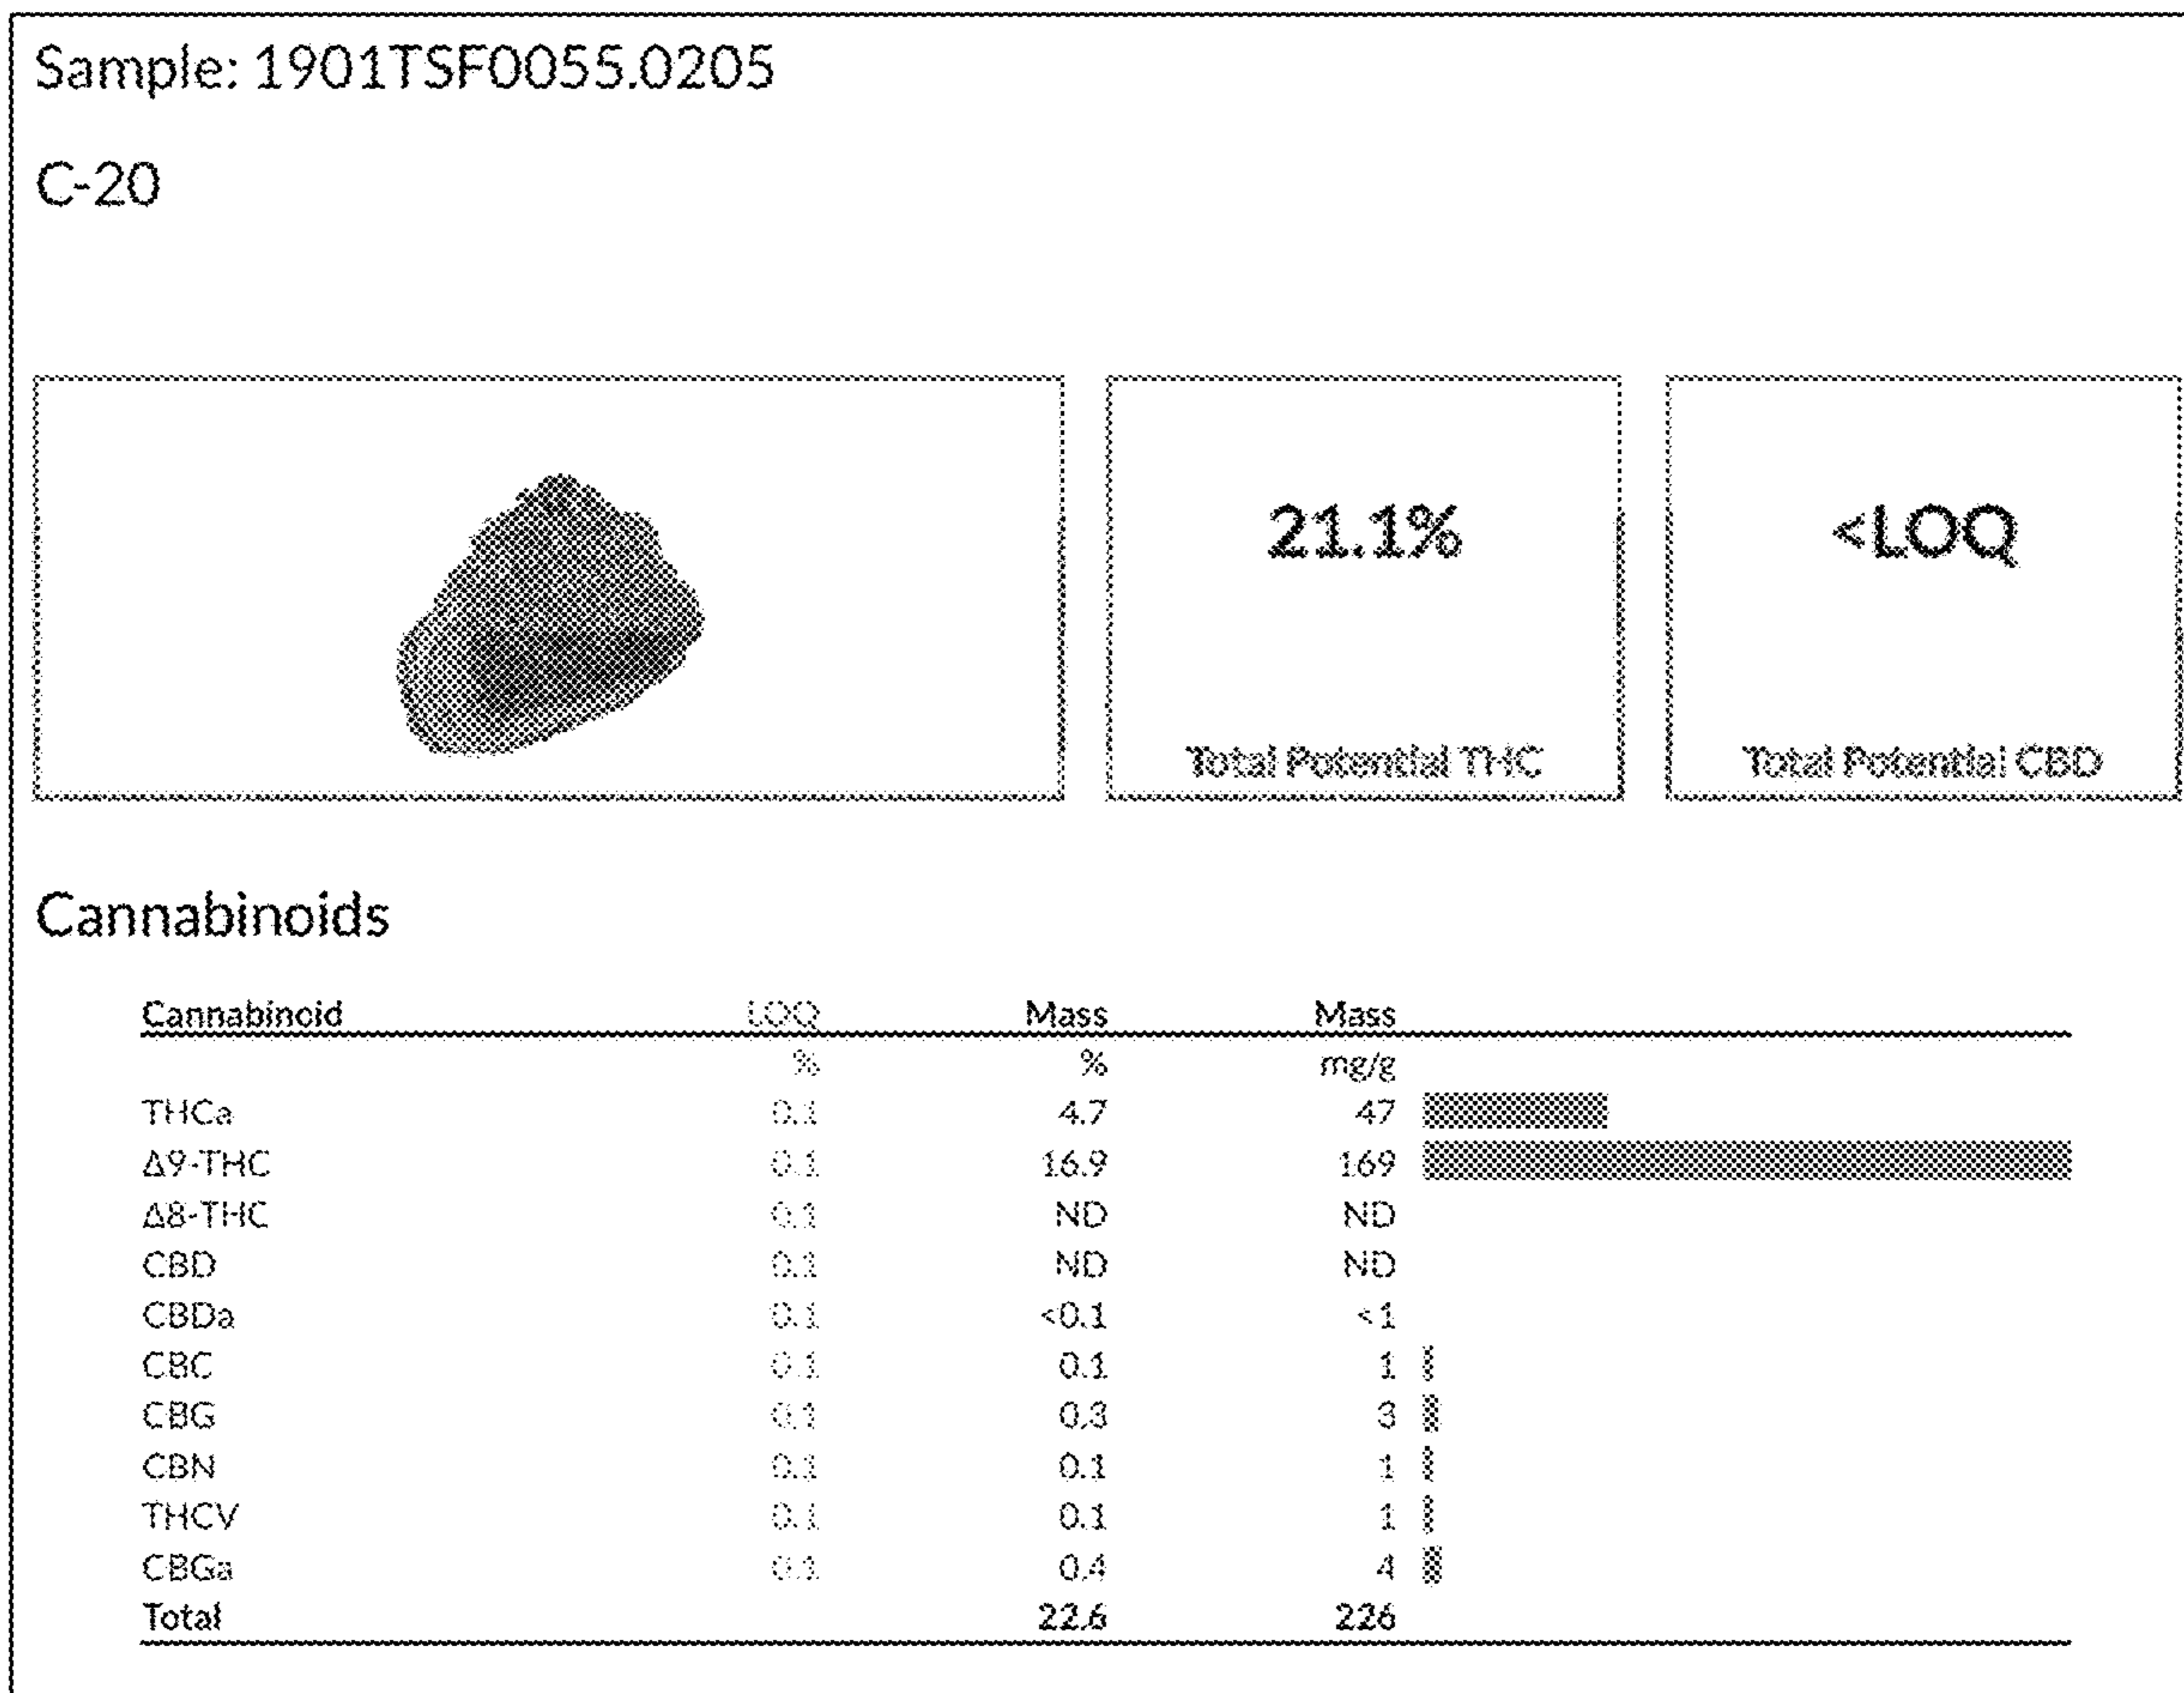 Sample: 1901TSF0055.0205
C-20
21.1%
Total Potential THC
<LOQ
Total Potential CBD
Cannabinoids
Cannabinoid LOQ Mass Mass
% % mg/g
THCa 0.1 4.7 47
Δ9-THC 0.1 16.9 169
Δ8-THC 0.1 ND ND
CBD 0.1 ND ND
CBDa 0.1 <0.1 <1
CBC 0.1 0.1 1
CBG 0.1 0.3 3
CBN 0.1 0.1 1
THCV 0.1 0.1 1
CBGa 0.1 0.4 4
Total 22.6 226